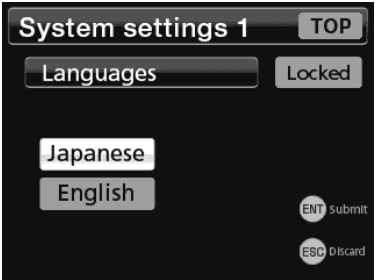 System settings 1 TOP
Languages Locked
Japanese
English
ENT Submit
ESC Discard